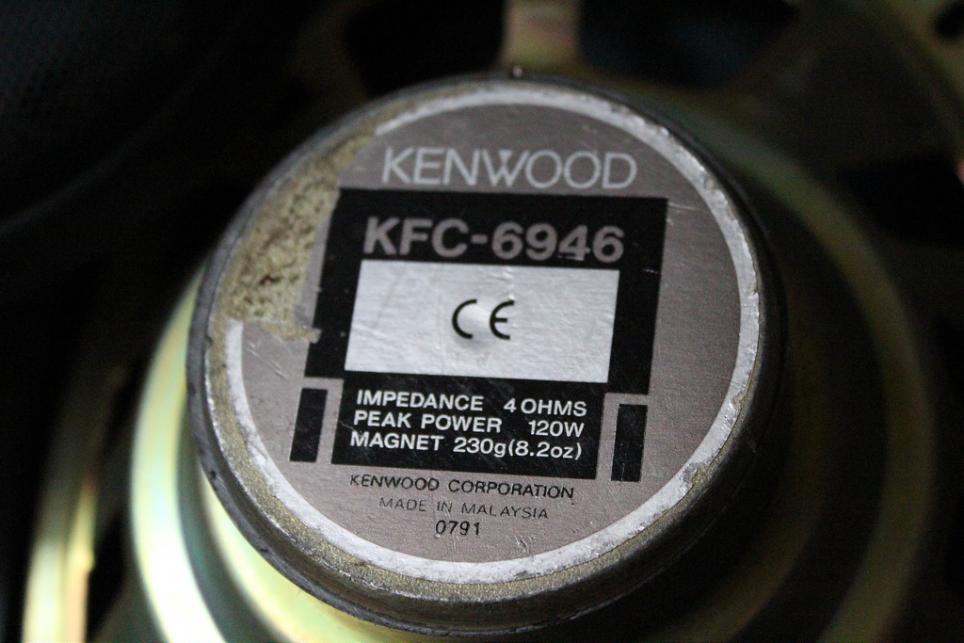 KENWOOD
KFC-6946
CE
IMPEDANCE 4 OHMS
PEAK POWER 120W
MAGNET 230g(8.2oz)
KENWOOD CORPORATION
MADE IN MALAYSIA
0791